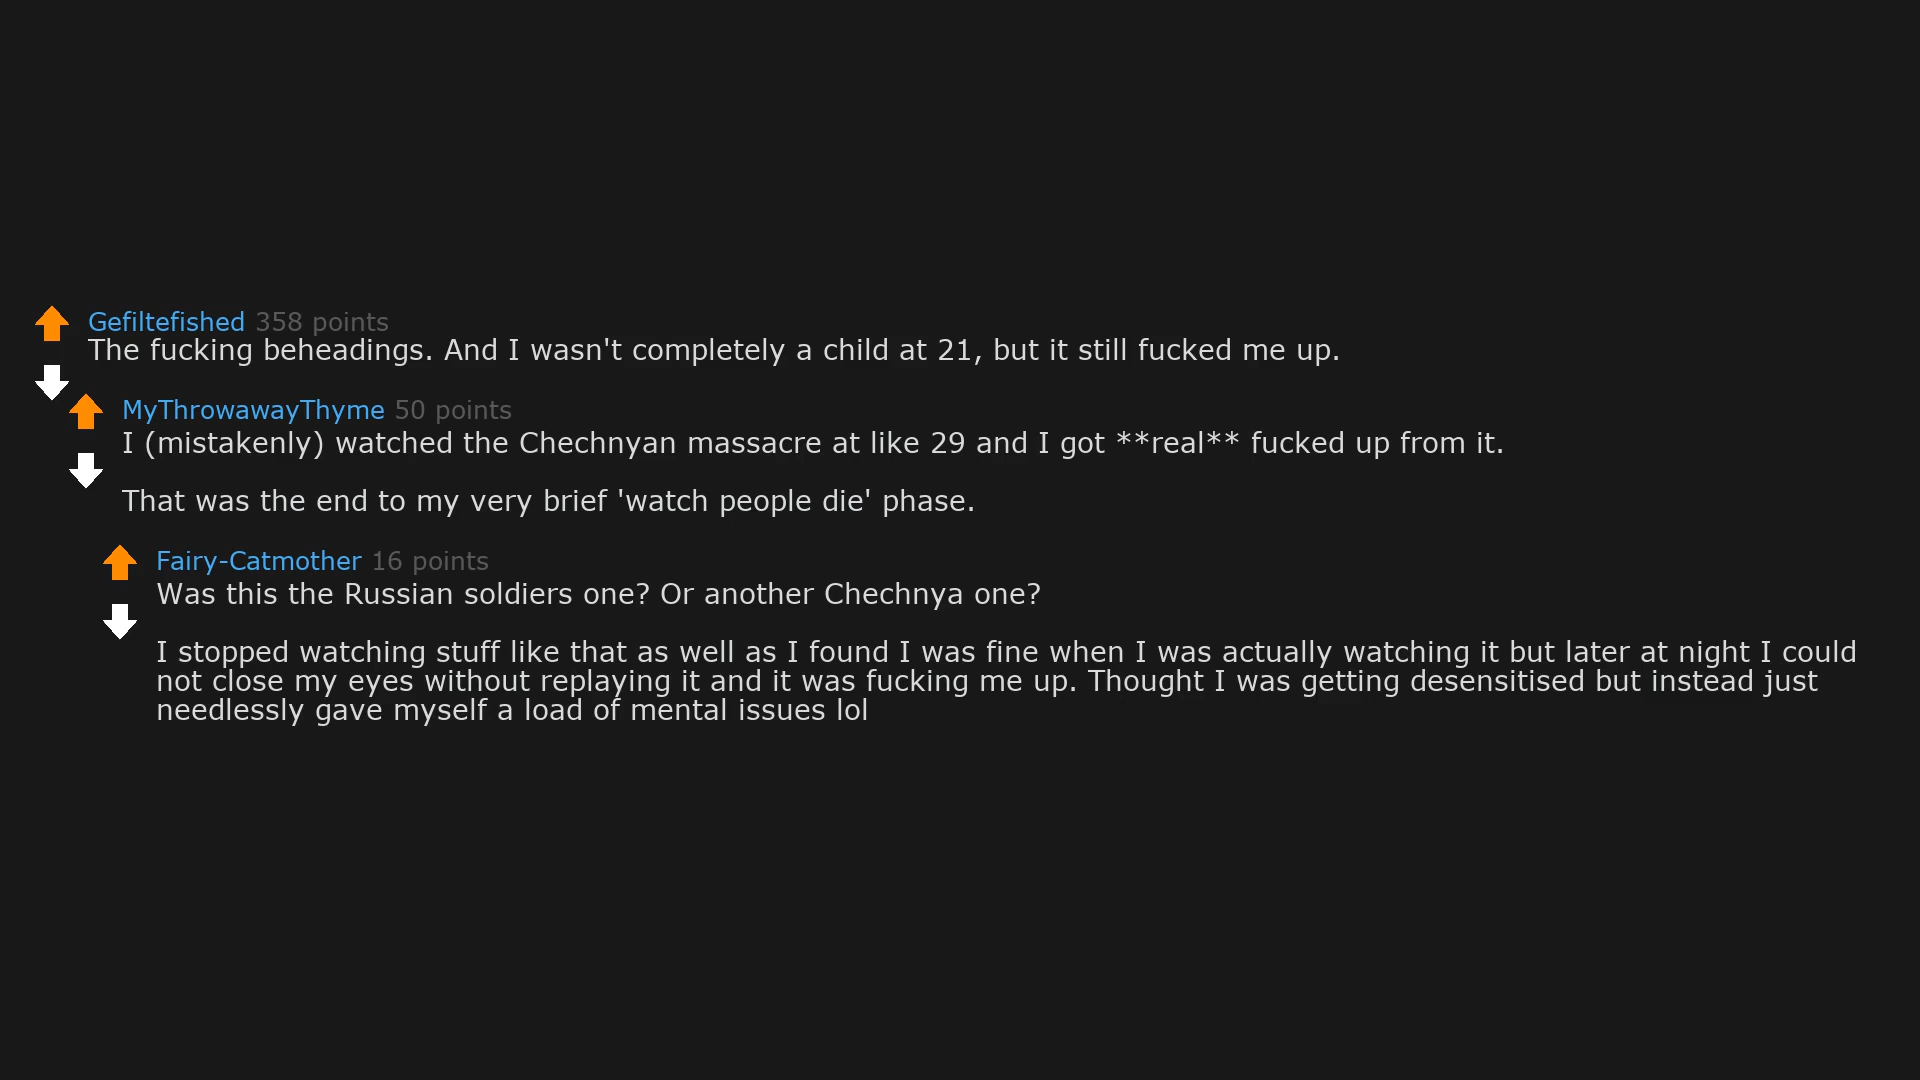 Gefiltefished 358 points
The fucking beheadings. And I wasn't completely a child at 21, but it still fucked me up.
MyThrowawayThyme 50 points
I (mistakenly) watched the Chechnyan massacre at like 29 and I got **real** fucked up from it.
That was the end to my very brief 'watch people die' phase.
Fairy-Catmother 16 points
Was this the Russian soldiers one? Or another Chechnya one?
I stopped watching stuff like that as well as I found I was fine when I was actually watching it but later at night I could
not close my eyes without replaying it and it was fucking me up. Thought I was getting desensitised but instead just
needlessly gave myself a load of mental issues lol